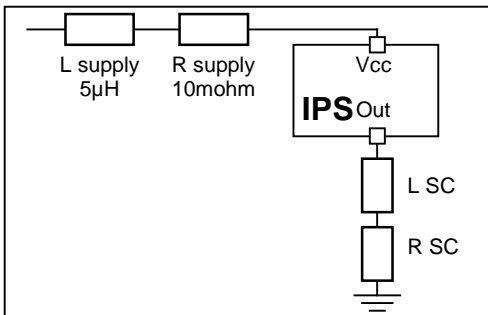 L supply
5µH
R supply
10mohm
Vcc
IPS Out
L SC
R SC